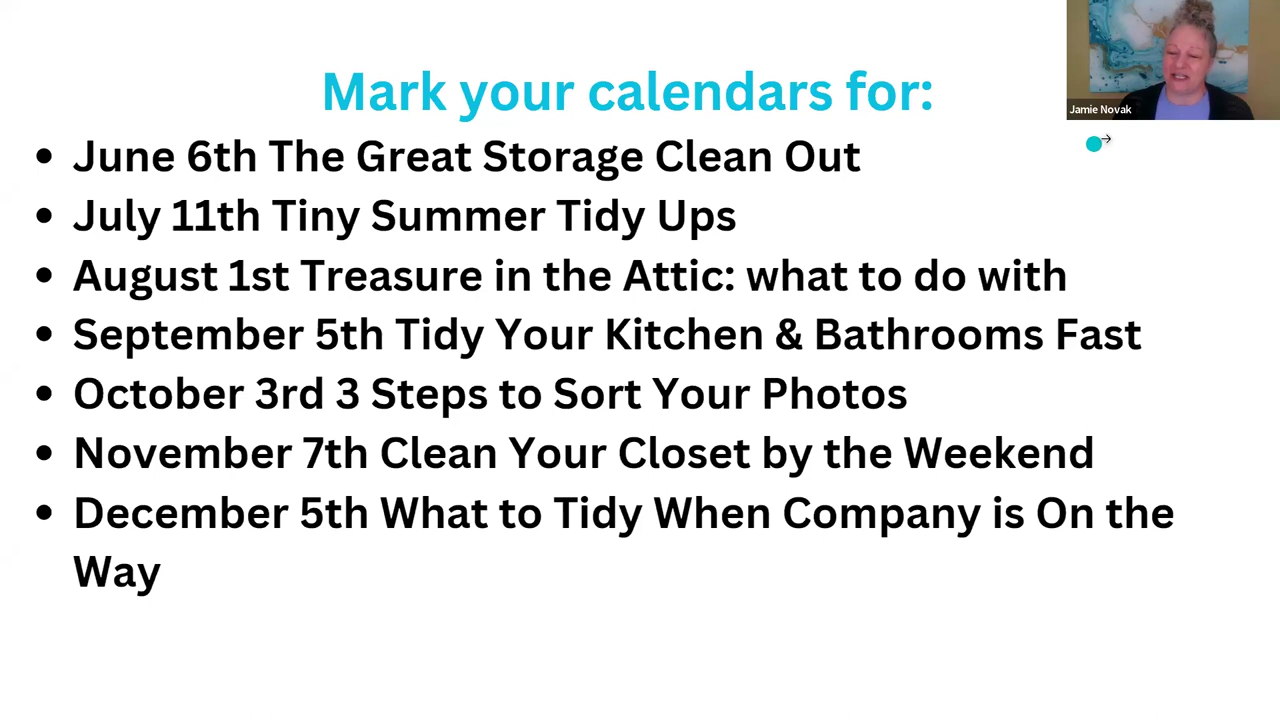 Mark your calendars for:
Jamie Novak
• June 6th The Great Storage Clean Out
• July 11th Tiny Summer Tidy Ups
• August 1st Treasure in the Attic: what to do with
• September 5th Tidy Your Kitchen & Bathrooms Fast
• October 3rd 3 Steps to Sort Your Photos
• November 7th Clean Your Closet by the Weekend
• December 5th What to Tidy When Company is On the
Way